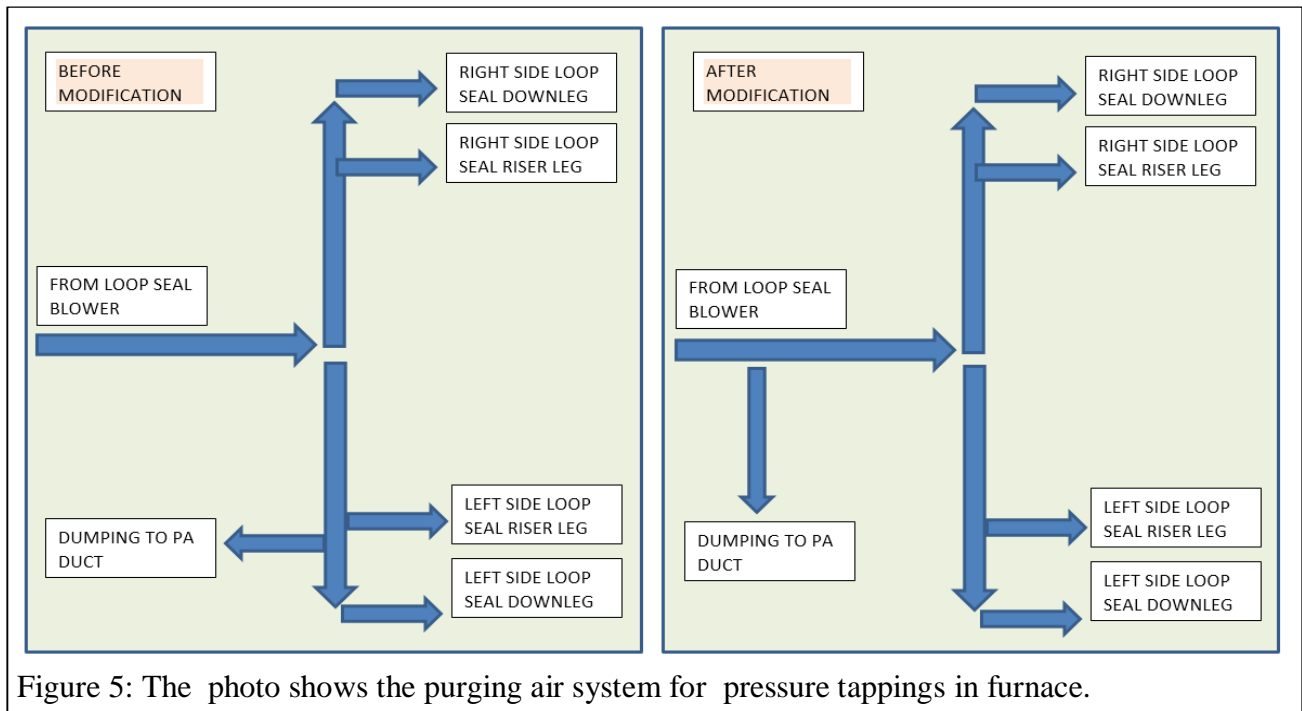 BEFORE
MODIFICATION
RIGHT SIDE LOOP
SEAL DOWNLEG
RIGHT SIDE LOOP
SEAL RISER LEG
FROM LOOP SEAL
BLOWER
DUMPING TO PA
DUCT
LEFT SIDE LOOP
SEAL RISER LEG
LEFT SIDE LOOP
SEAL DOWNLEG
AFTER
MODIFICATION
RIGHT SIDE LOOP
SEAL DOWNLEG
RIGHT SIDE LOOP
SEAL RISER LEG
FROM LOOP SEAL
BLOWER
DUMPING TO PA
DUCT
LEFT SIDE LOOP
SEAL RISER LEG
LEFT SIDE LOOP
SEAL DOWNLEG
Figure 5: The photo shows the purging air system for pressure tappings in furnace.